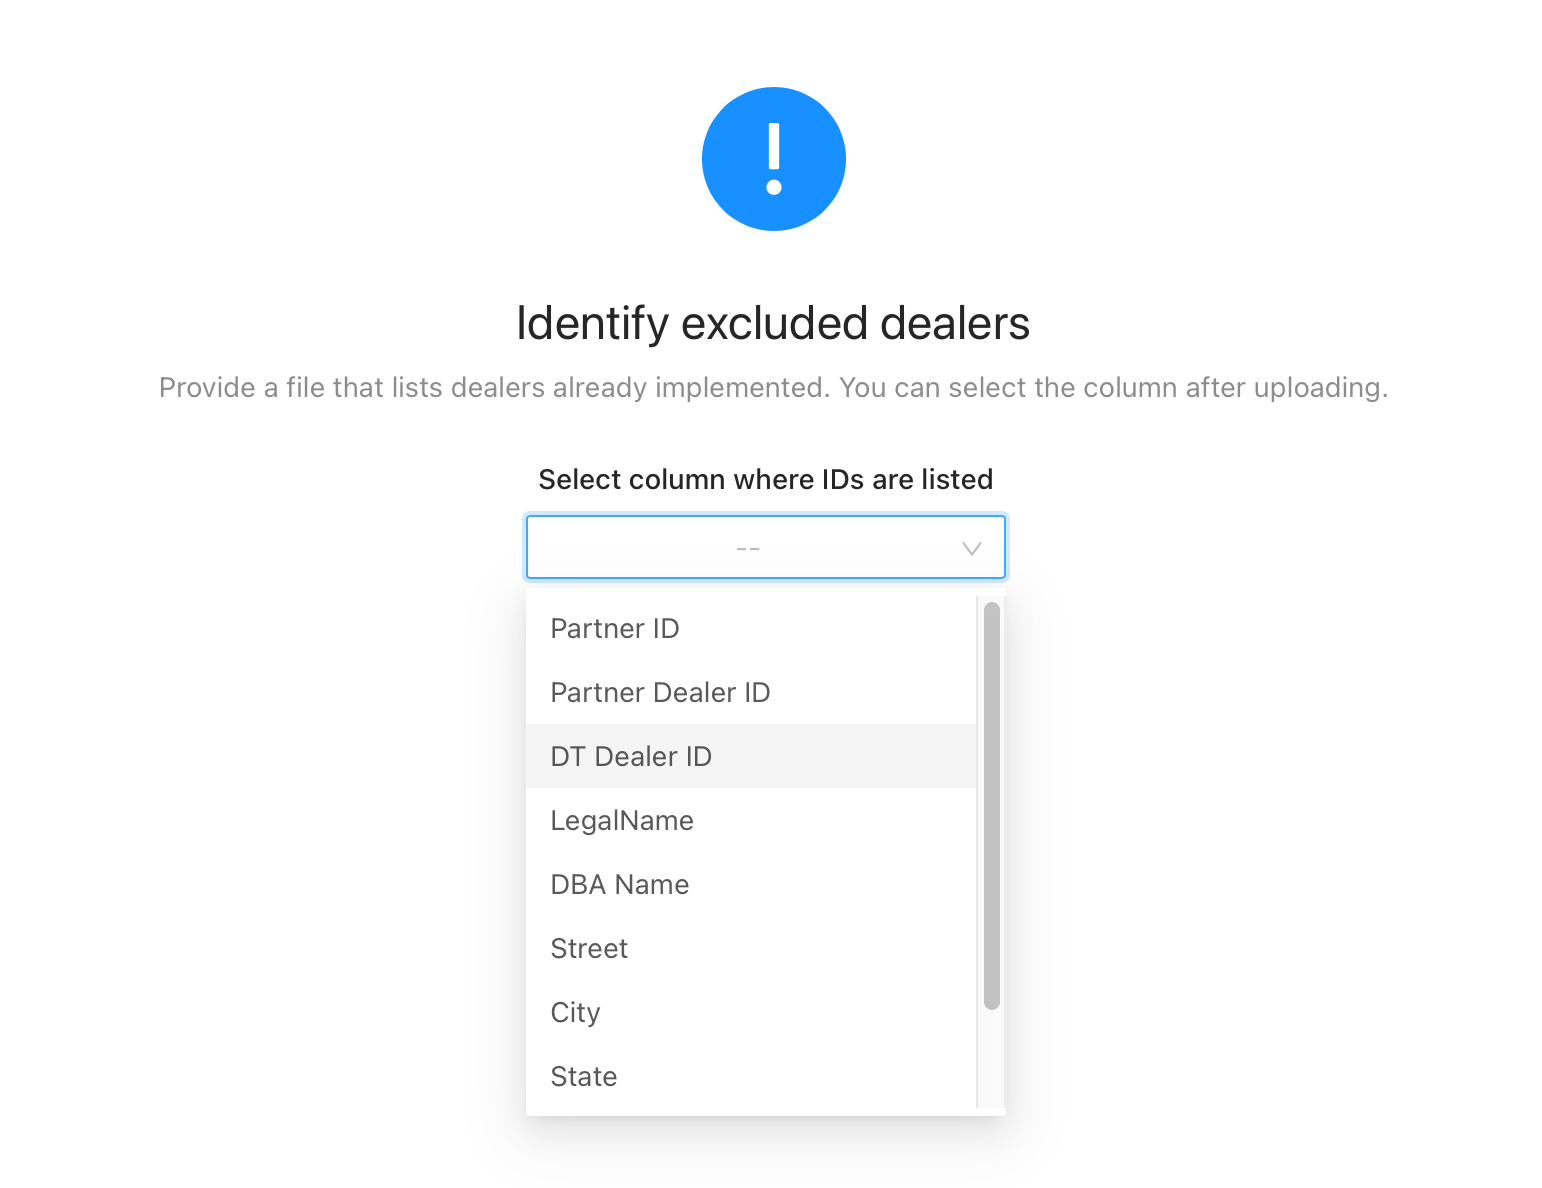 Identify excluded dealers
Provide a file that lists dealers already implemented. You can select the column after uploading.
Select column where IDs are listed
--
Partner ID
Partner Dealer ID
DT Dealer ID
LegalName
DBA Name
Street
City
State